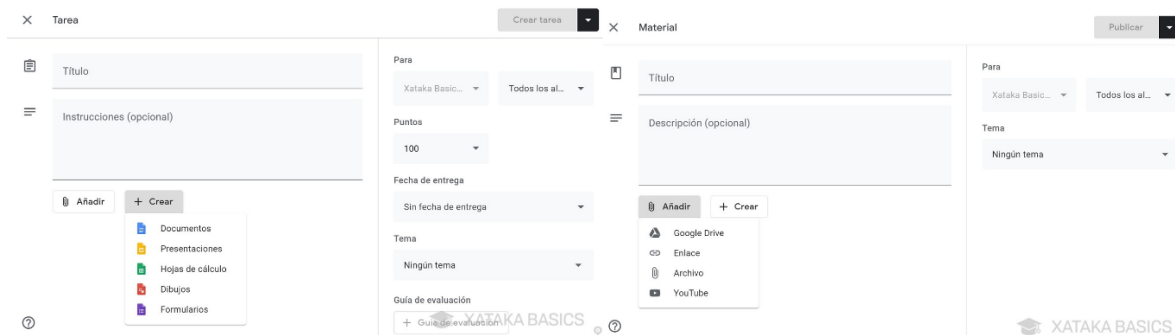 Tarea
Crear tarea
Título
Instrucciones (opcional)
Añadir
Crear
Documentos
Presentaciones
Hojas de cálculo
Dibujos
Formularios
Para
Xataka Basic...
Todos los al...
Puntos
100
Fecha de entrega
Sin fecha de entrega
Tema
Ningún tema
Guía de evaluación
+ Guía de evaluación
XATAKA BASICS
Material
Publicar
Título
Descripción (opcional)
Añadir
+ Crear
Google Drive
Enlace
Archivo
YouTube
Para
Xataka Basic...
Todos los al...
Tema
Ningún tema
XATAKA BASICS